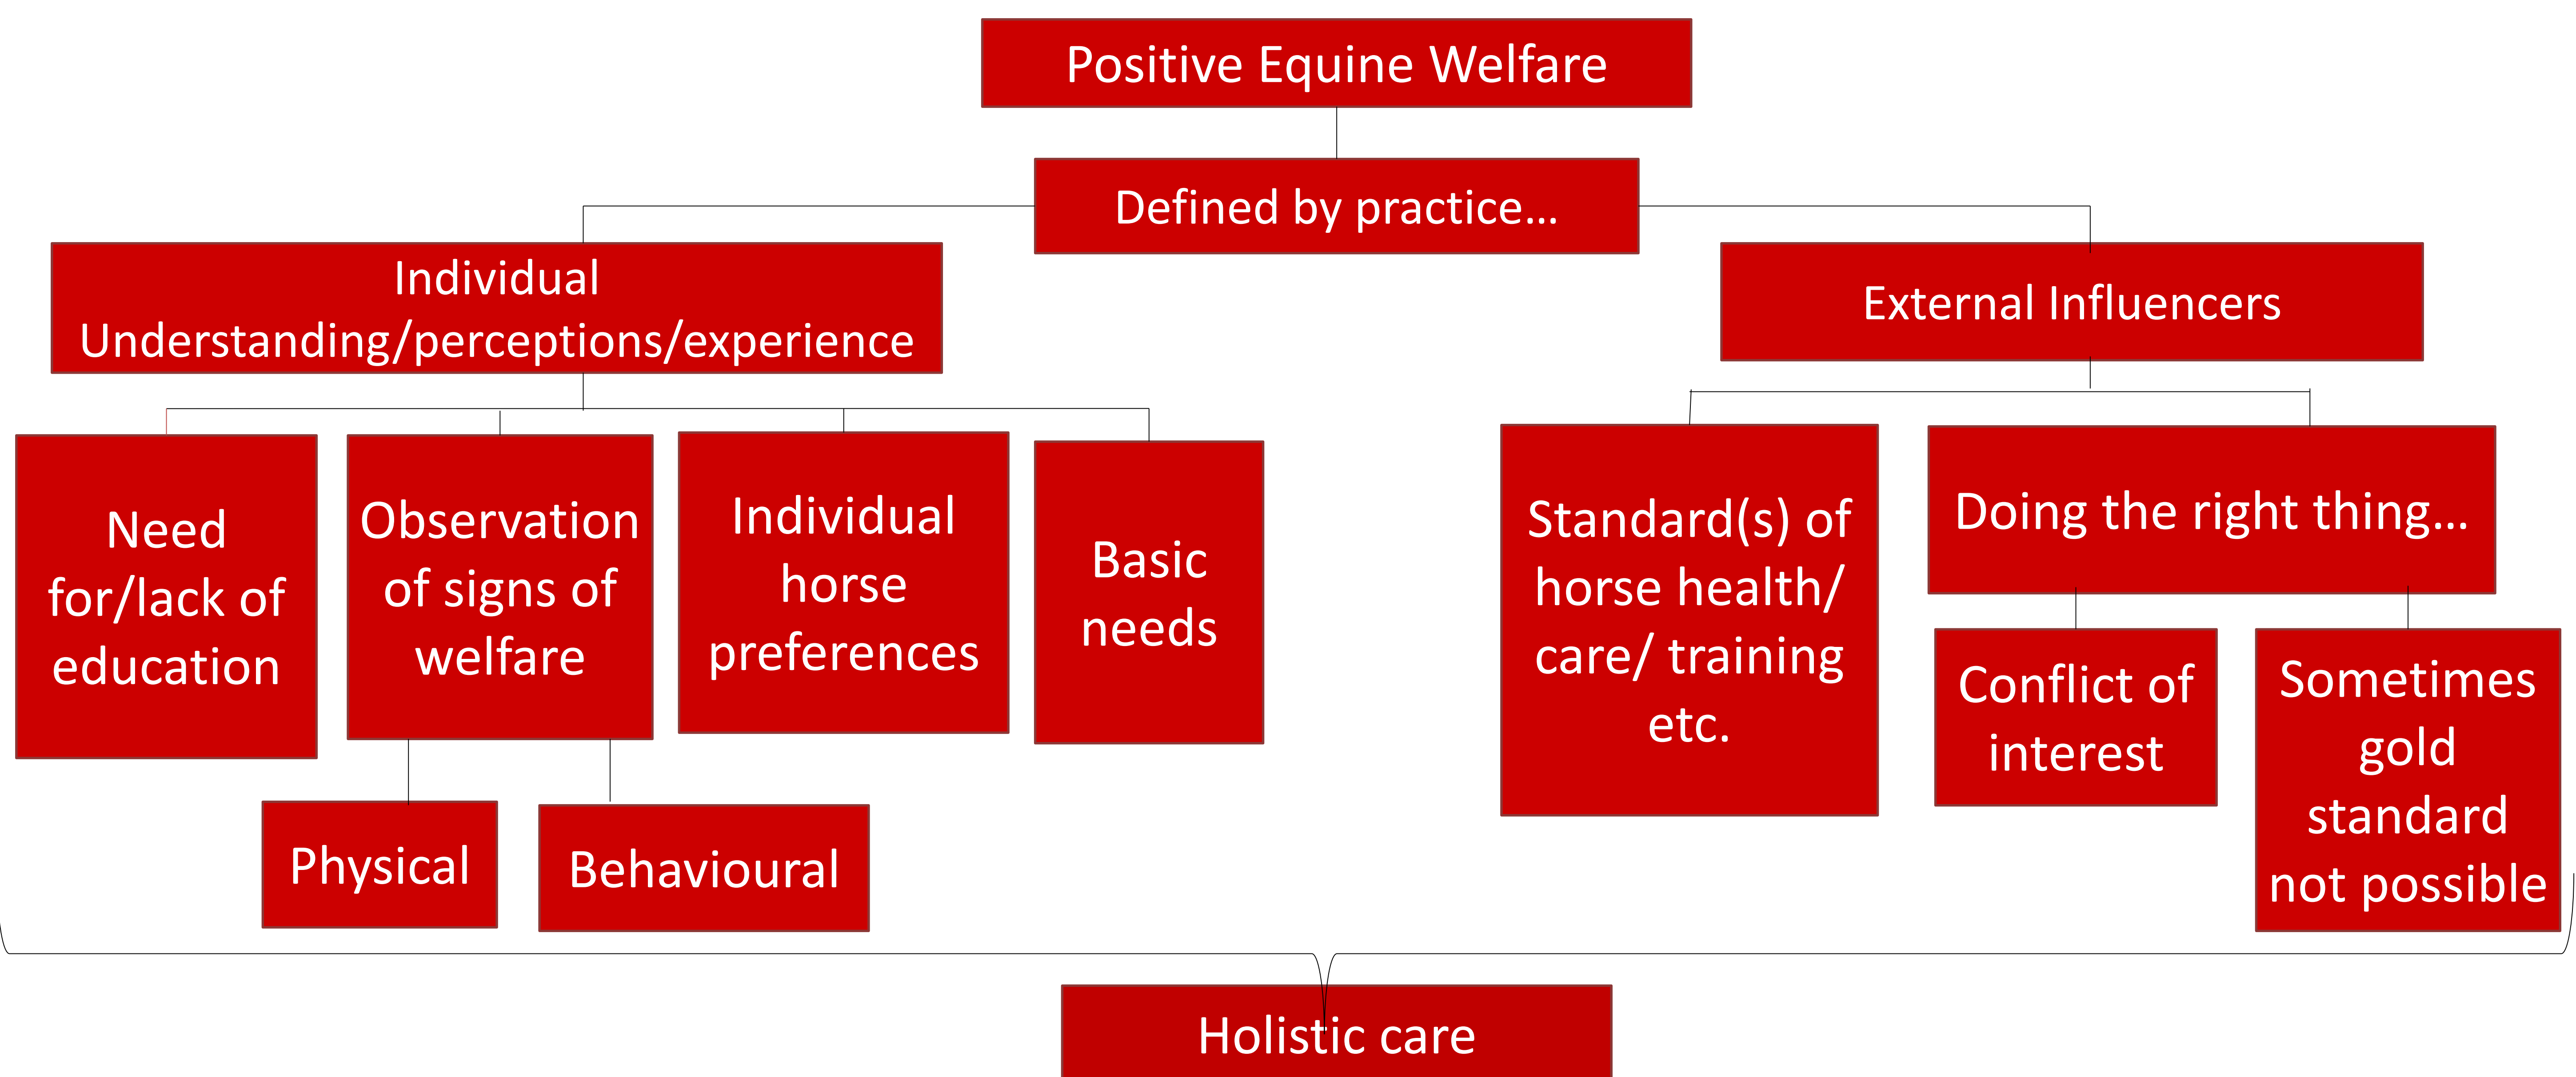 Positive Equine Welfare
Defined by practice…
Individual
Understanding/perceptions/experience
External Influencers
Need
for/lack of
education
Observation
of signs of
welfare
Individual
horse
preferences
Basic
needs
Standard(s) of
horse health/
care/ training
etc.
Doing the right thing…
Physical
Behavioural
Conflict of
interest
Sometimes
gold
standard
not possible
Holistic care